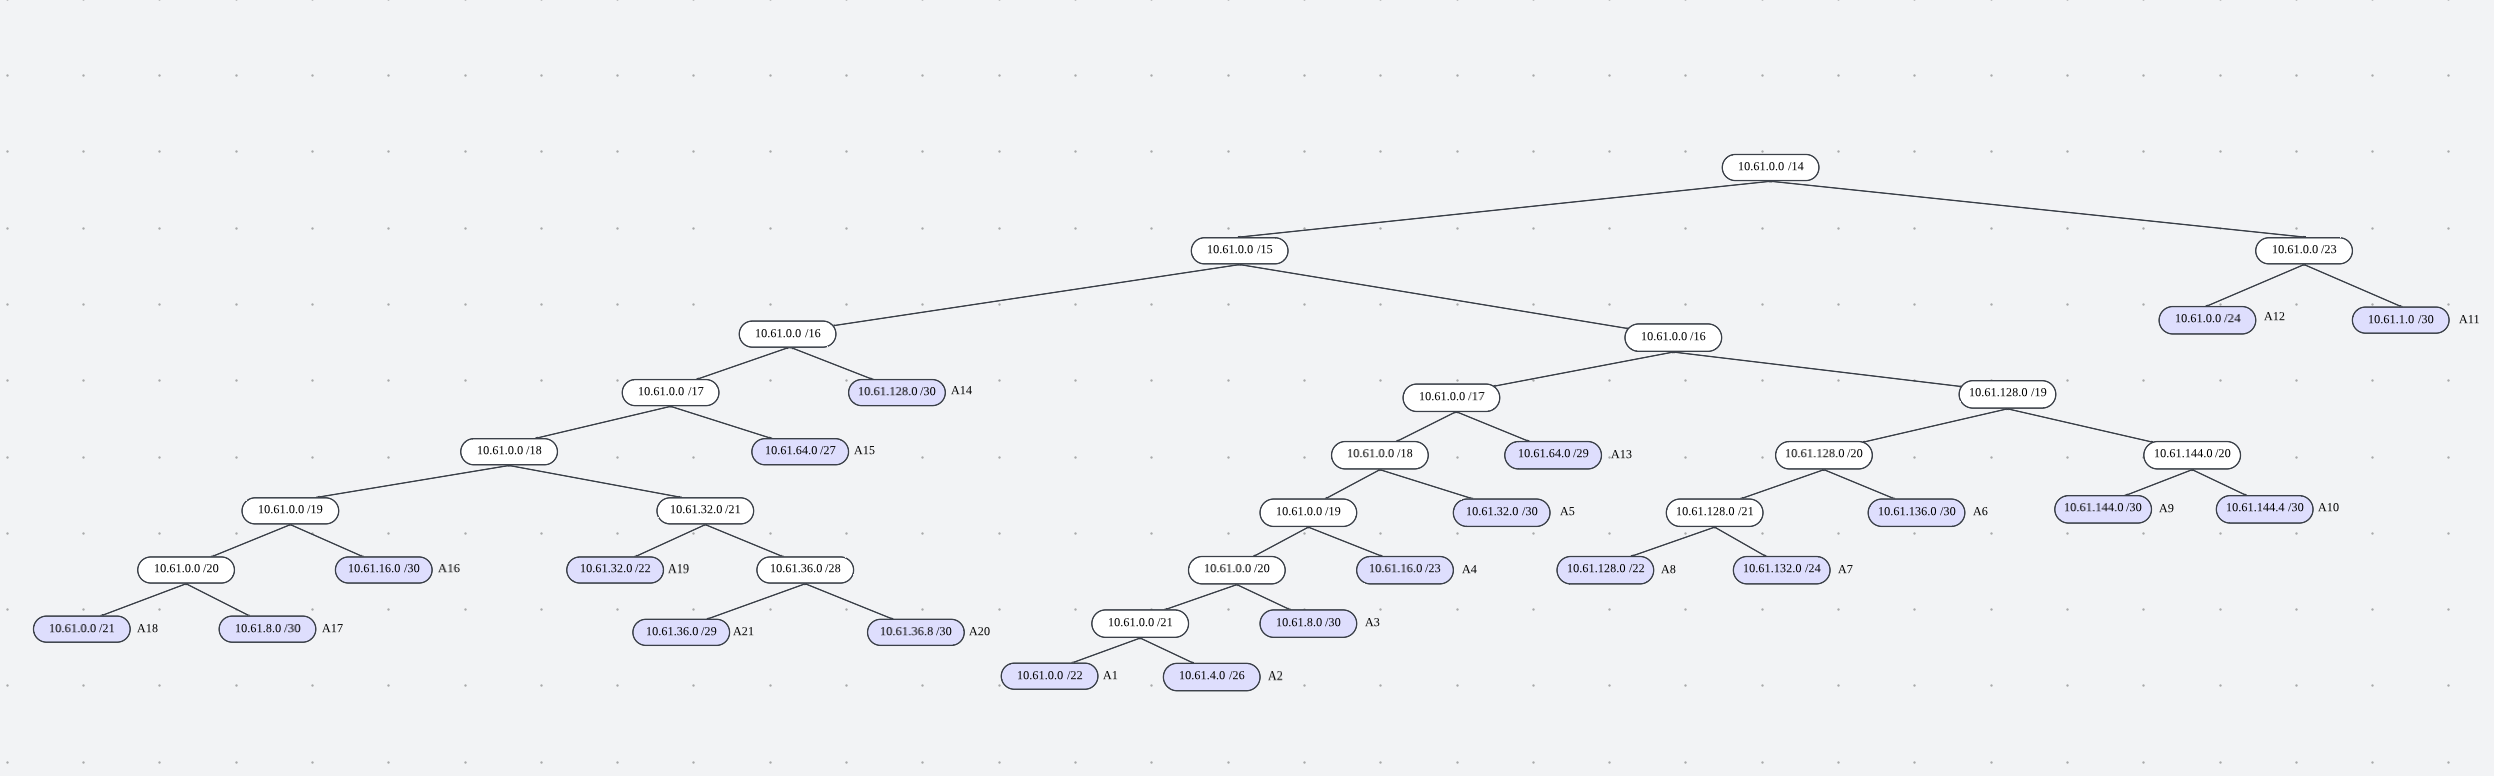 10.61.0.0 /14
10.61.0.0 /15
10.61.0.0 /23
10.61.0.0 /24 A12
10.61.1.0 /30 A11
10.61.0.0 /16
10.61.0.0 /16
10.61.0.0 /17
10.61.128.0 /30 A14
10.61.0.0 /17
10.61.128.0 /19
10.61.0.0 /18
10.61.64.0 /27 A15
10.61.0.0 /18
10.61.64.0 /29 .A13
10.61.128.0 /20
10.61.144.0 /20
10.61.0.0 /19
10.61.32.0 /21
10.61.0.0 /19
10.61.32.0 /30 A5
10.61.128.0 /21
10.61.136.0 /30 A6
10.61.144.0 /30 A9
10.61.144.4 /30 A10
10.61.0.0 /20
10.61.16.0 /30 A16
10.61.32.0 /22 A19
10.61.36.0 /28
10.61.0.0 /20
10.61.16.0 /23 A4
10.61.128.0 /22 A8
10.61.132.0 /24 A7
10.61.0.0 /21 A18
10.61.8.0 /30 A17
10.61.36.0 /29 A21
10.61.36.8 /30 A20
10.61.0.0 /21
10.61.8.0 /30 A3
10.61.0.0 /22 A1
10.61.4.0 /26 A2